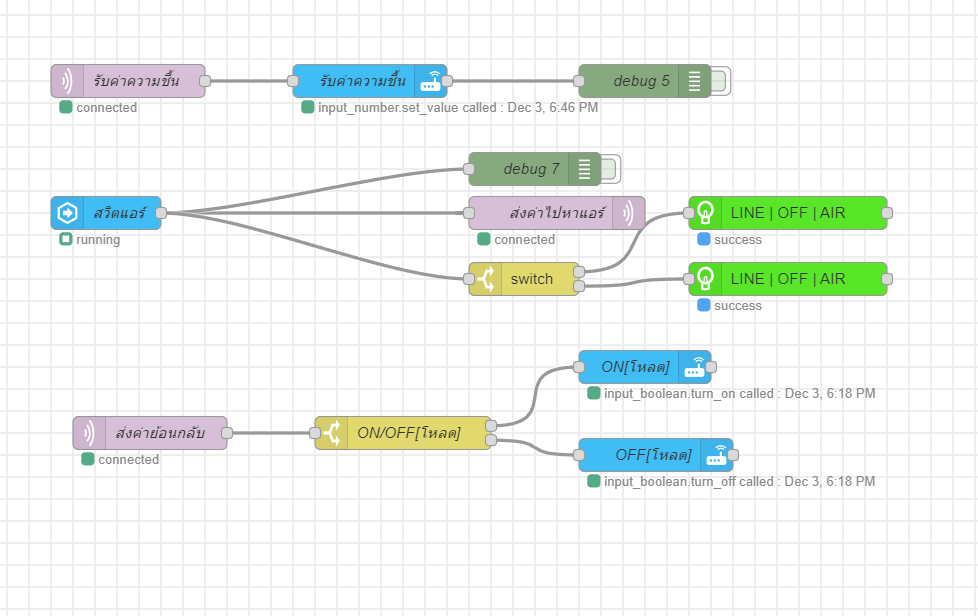 รับค่าความชื้น
รับค่าความชื้น
debug 5
connected
input_number.set_value called : Dec 3, 6:46 PM
debug 7
สวิตแอร์
ส่งค่าไปหาแอร์
LINE | OFF | AIR
running
connected
success
switch
LINE | OFF | AIR
success
ON[โหลด]
input_boolean.turn_on called : Dec 3, 6:18 PM
ส่งค่าย้อนกลับ
ON/OFF[โหลด]
connected
OFF[โหลด]
input_boolean.turn_off called : Dec 3, 6:18 PM